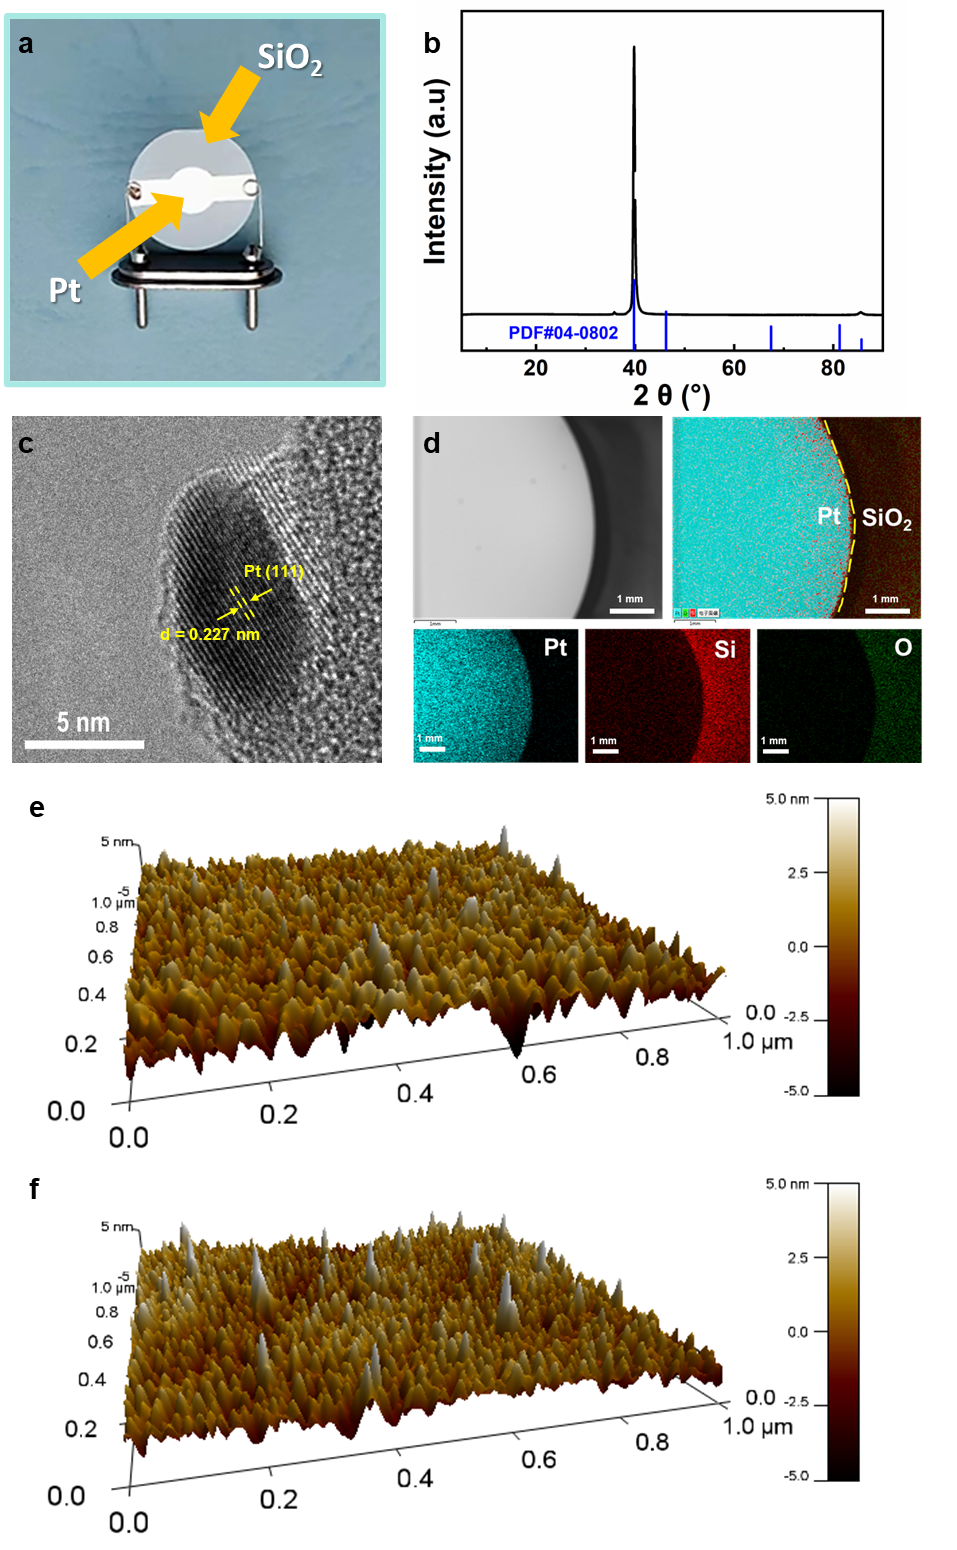 a
SiO2
Pt
b
Intensity (a.u)
PDF#04-0802
20
40
60
80
2 θ (°)
c
Pt (111)
d = 0.227 nm
5 nm
d
1 mm
1mm
Pt
SiO2
1 mm
1mm
Pt
1 mm
Si
1 mm
O
1 mm
e
5 nm
-5
1.0 µm
0.8
0.6
0.4
0.2
0.0
0.0
0.2
0.4
0.6
0.8
1.0 µm
0.0
5.0 nm
2.5
0.0
-2.5
-5.0
f
5 nm
-5
1.0 µm
0.8
0.6
0.4
0.2
0.0
0.0
0.2
0.4
0.6
0.8
1.0 µm
0.0
5.0 nm
2.5
0.0
-2.5
-5.0